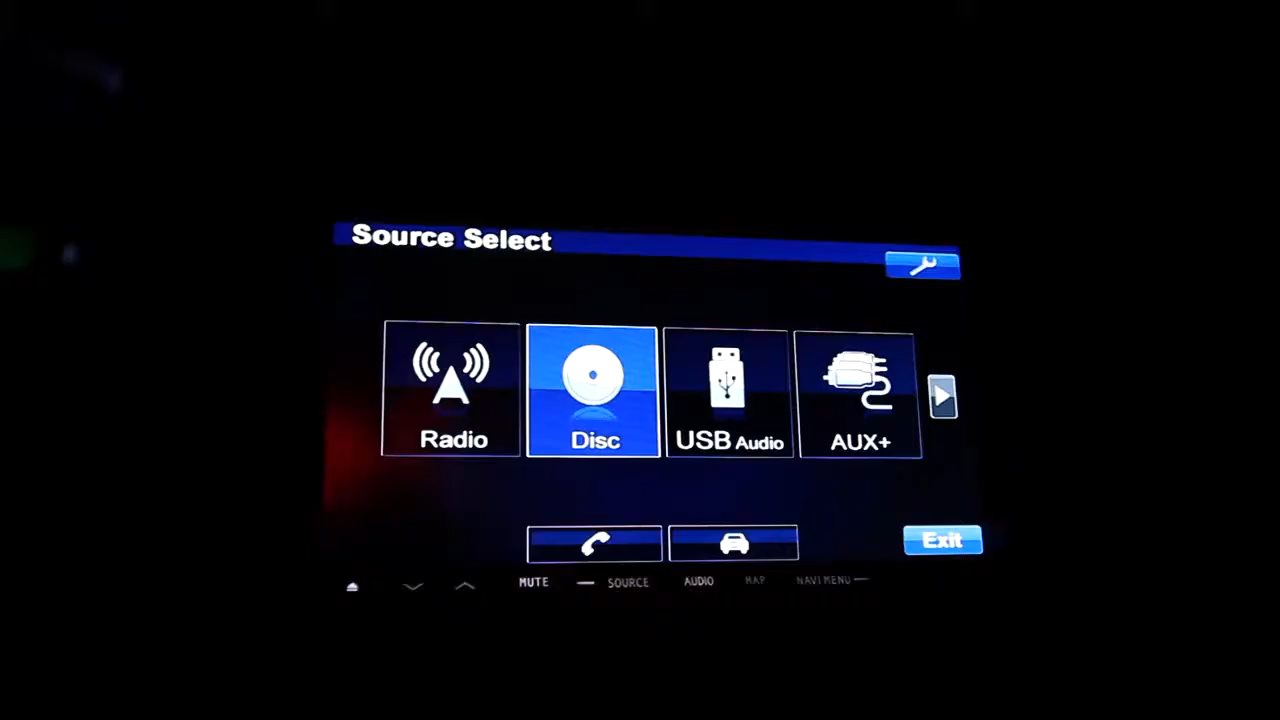 Source Select
Radio
Disc
USB Audio
AUX+
Exit
MUTE
SOURCE
AUDIO
MAP
NAVI MENU